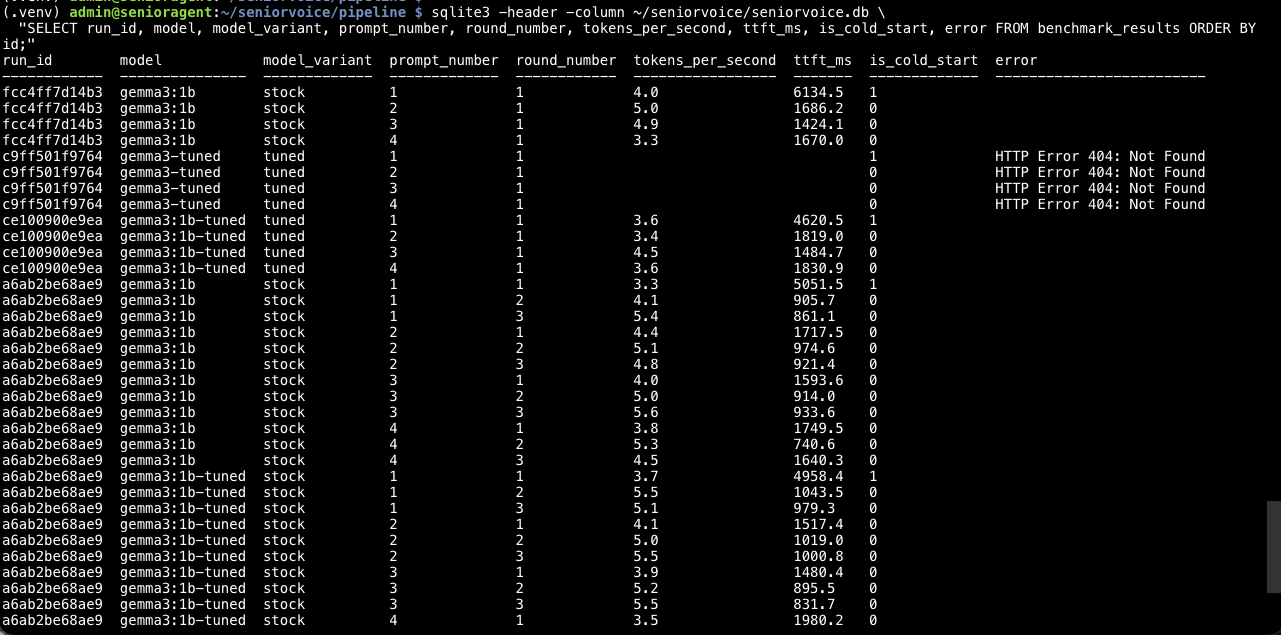 (.venv) admin@senioragent:~/seniorvoice/pipeline $
(.venv) admin@senioragent:~/seniorvoice/pipeline $ sqlite3 -header -column ~/seniorvoice/seniorvoice.db \
"SELECT run_id, model, model_variant, prompt_number, round_number, tokens_per_second, ttft_ms, is_cold_start, error FROM benchmark_results ORDER BY
id;"
run_id model model_variant prompt_number round_number tokens_per_second ttft_ms is_cold_start error
------------ --------------- ------------- ------------- ------------ ----------------- ------- ------------- -------------------------
fcc4ff7d14b3 gemma3:1b stock 1 1 4.0 6134.5 1
fcc4ff7d14b3 gemma3:1b stock 2 1 5.0 1686.2 0
fcc4ff7d14b3 gemma3:1b stock 3 1 4.9 1424.1 0
fcc4ff7d14b3 gemma3:1b stock 4 1 3.3 1670.0 0
c9ff501f9764 gemma3-tuned tuned 1 1 1 HTTP Error 404: Not Found
c9ff501f9764 gemma3-tuned tuned 2 1 0 HTTP Error 404: Not Found
c9ff501f9764 gemma3-tuned tuned 3 1 0 HTTP Error 404: Not Found
c9ff501f9764 gemma3-tuned tuned 4 1 0 HTTP Error 404: Not Found
ce100900e9ea gemma3:1b-tuned tuned 1 1 3.6 4620.5 1
ce100900e9ea gemma3:1b-tuned tuned 2 1 3.4 1819.0 0
ce100900e9ea gemma3:1b-tuned tuned 3 1 4.5 1484.7 0
ce100900e9ea gemma3:1b-tuned tuned 4 1 3.6 1830.9 0
a6ab2be68ae9 gemma3:1b stock 1 1 3.3 5051.5 1
a6ab2be68ae9 gemma3:1b stock 1 2 4.1 905.7 0
a6ab2be68ae9 gemma3:1b stock 1 3 5.4 861.1 0
a6ab2be68ae9 gemma3:1b stock 2 1 4.4 1717.5 0
a6ab2be68ae9 gemma3:1b stock 2 2 5.1 974.6 0
a6ab2be68ae9 gemma3:1b stock 2 3 4.8 921.4 0
a6ab2be68ae9 gemma3:1b stock 3 1 4.0 1593.6 0
a6ab2be68ae9 gemma3:1b stock 3 2 5.0 914.0 0
a6ab2be68ae9 gemma3:1b stock 3 3 5.6 933.6 0
a6ab2be68ae9 gemma3:1b stock 4 1 3.8 1749.5 0
a6ab2be68ae9 gemma3:1b stock 4 2 5.3 740.6 0
a6ab2be68ae9 gemma3:1b stock 4 3 4.5 1640.3 0
a6ab2be68ae9 gemma3:1b-tuned stock 1 1 3.7 4958.4 1
a6ab2be68ae9 gemma3:1b-tuned stock 1 2 5.5 1043.5 0
a6ab2be68ae9 gemma3:1b-tuned stock 1 3 5.1 979.3 0
a6ab2be68ae9 gemma3:1b-tuned stock 2 1 4.1 1517.4 0
a6ab2be68ae9 gemma3:1b-tuned stock 2 2 5.0 1019.0 0
a6ab2be68ae9 gemma3:1b-tuned stock 2 3 5.5 1000.8 0
a6ab2be68ae9 gemma3:1b-tuned stock 3 1 3.9 1480.4 0
a6ab2be68ae9 gemma3:1b-tuned stock 3 2 5.2 895.5 0
a6ab2be68ae9 gemma3:1b-tuned stock 3 3 5.5 831.7 0
a6ab2be68ae9 gemma3:1b-tuned stock 4 1 3.5 1980.2 0